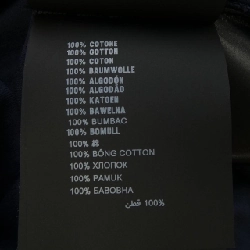 100% COTONE
100% COTTON
100% COTON
100% BAUMWOLLE
100% ALGODÓN
100% ALGODÃO
100% KATOEN
100% BAWEŁNA
100% BUMBAC
100% BOMULL
100% 棉
100% BÔNG COTTON
100% ХЛОПОК
100% PAMUK
100% БАВОВНА
100% قطن